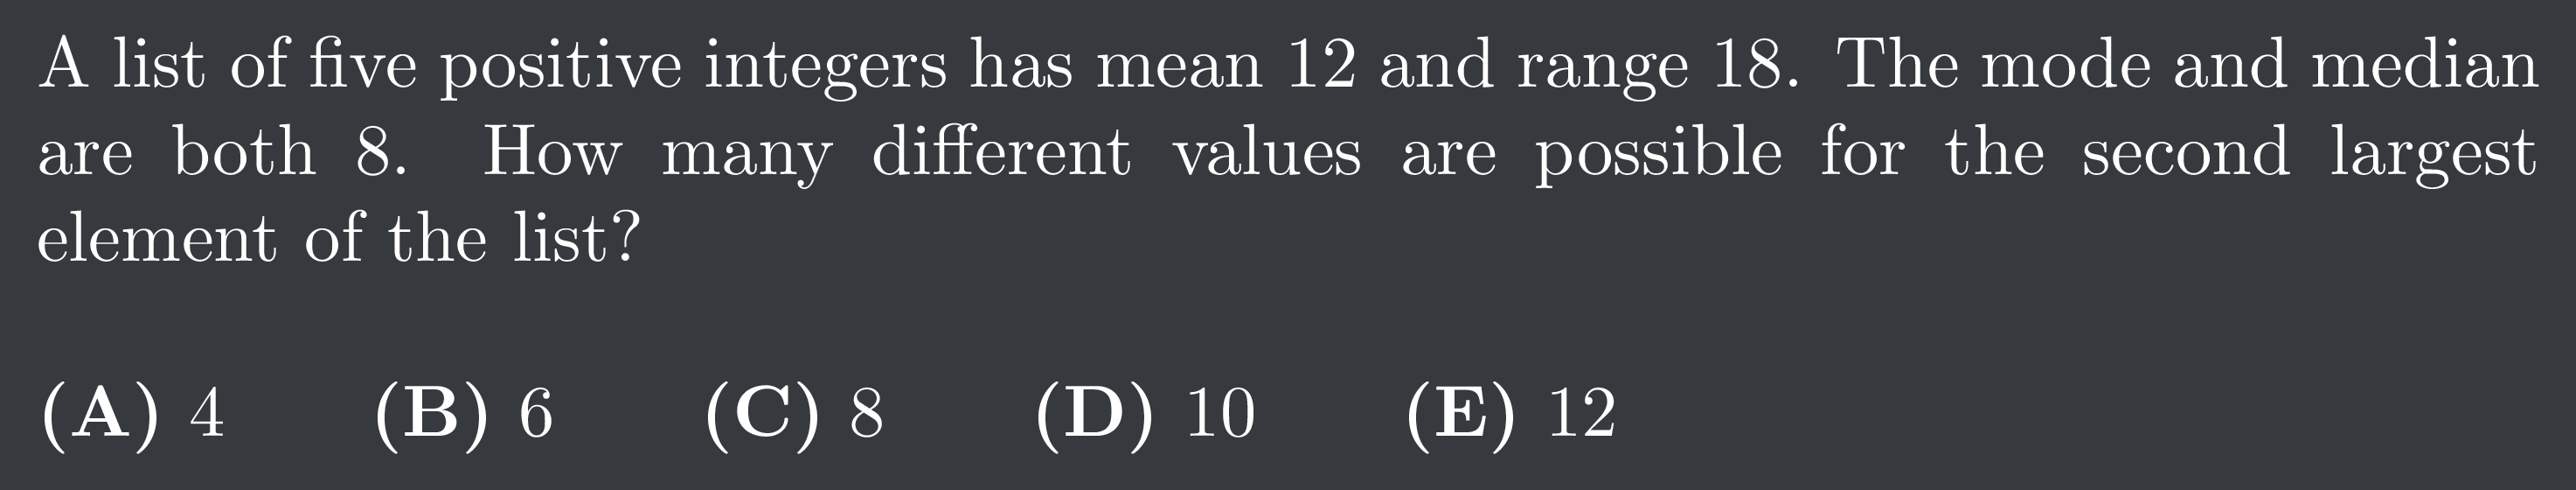 A list of five positive integers has mean 12 and range 18. The mode and median
are both 8. How many different values are possible for the second largest
element of the list?
(A) 4 (B) 6 (C) 8 (D) 10 (E) 12